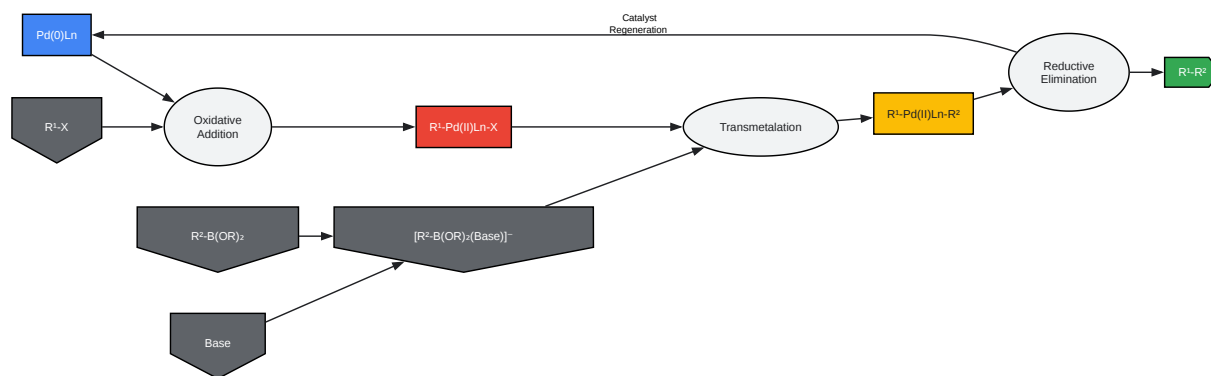 Catalyst
Regeneration
Pd(0)Ln
Reductive
Elimination
R¹-R²
R¹-X
Oxidative
Addition
R¹-Pd(II)Ln-X
Transmetalation
R¹-Pd(II)Ln-R²
R²-B(OR)₂
[R²-B(OR)₂(Base)]⁻
Base